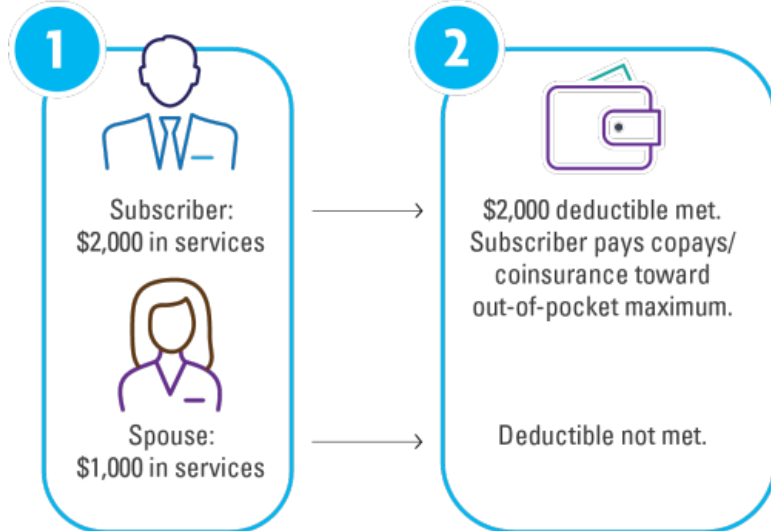 1
Subscriber:
$2,000 in services
Spouse:
$1,000 in services
2
$2,000 deductible met.
Subscriber pays copays/
coinsurance toward
out-of-pocket maximum.
Deductible not met.